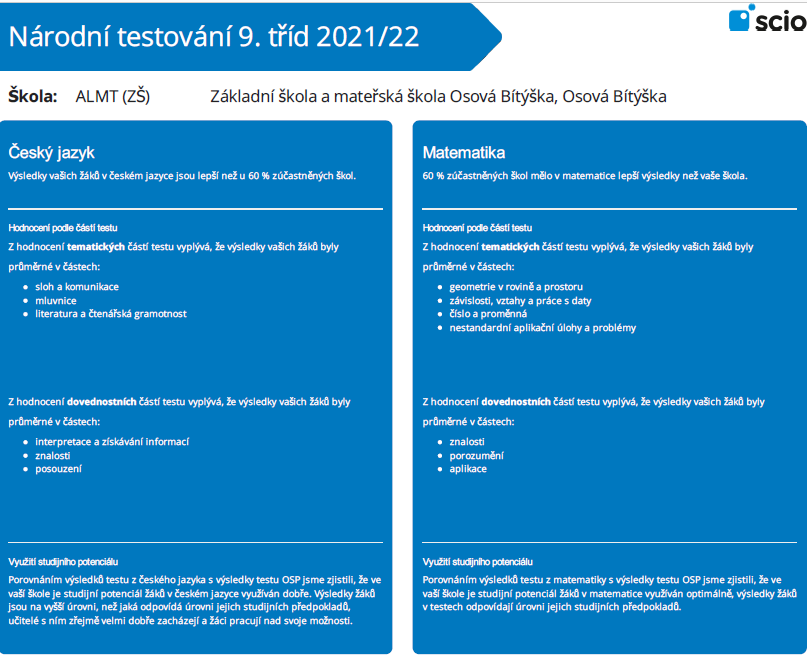 Národní testování 9. tříd 2021/22
scio
Škola: ALMT (ZŠ) Základní škola a mateřská škola Osová Bítýška, Osová Bítýška
Český jazyk
Výsledky vašich žáků v českém jazyce jsou lepší než u 60 % zúčastněných škol.
Hodnocení podle částí testu
Z hodnocení tematických částí testu vyplývá, že výsledky vašich žáků byly
průměrné v částech:
• sloh a komunikace
• mluvnice
• literatura a čtenářská gramotnost
Z hodnocení dovednostních částí testu vyplývá, že výsledky vašich žáků byly
průměrné v částech:
• interpretace a získávání informací
• znalosti
• posouzení
Využití studijního potenciálu
Porovnáním výsledků testu z českého jazyka s výsledky testu OSP jsme zjistili, že ve
vaší škole je studijní potenciál žáků v českém jazyce využíván dobře. Výsledky žáků
jsou na vyšší úrovni, než jaká odpovídá úrovni jejich studijních předpokladů,
učitelé s ním zřejmě velmi dobře zacházejí a žáci pracují nad svoje možnosti.
Matematika
60 % zúčastněných škol mělo v matematice lepší výsledky než vaše škola.
Hodnocení podle částí testu
Z hodnocení tematických částí testu vyplývá, že výsledky vašich žáků byly
průměrné v částech:
• geometrie v rovině a prostoru
• závislosti, vztahy a práce s daty
• číslo a proměnná
• nestandardní aplikační úlohy a problémy
Z hodnocení dovednostních částí testu vyplývá, že výsledky vašich žáků byly
průměrné v částech:
• znalosti
• porozumění
• aplikace
Využití studijního potenciálu
Porovnáním výsledků testu z matematiky s výsledky testu OSP jsme zjistili, že ve
vaší škole je studijní potenciál žáků v matematice využíván optimálně, výsledky žáků
v testech odpovídají úrovni jejich studijních předpokladů.